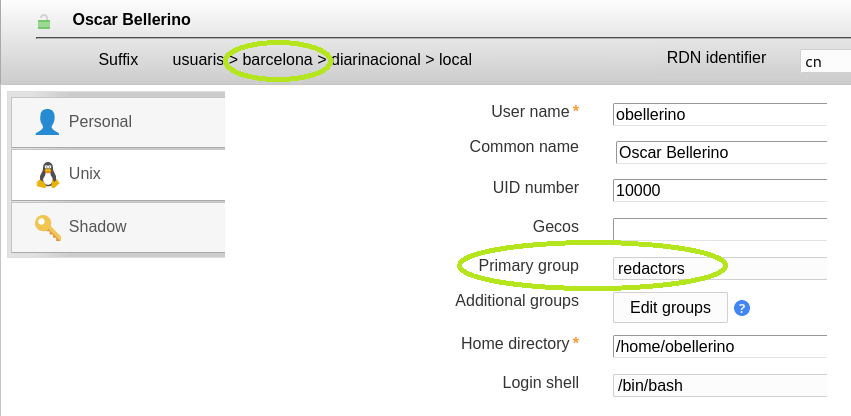 Oscar Bellerino
Suffix usuaris > barcelona > diarinacional > local RDN identifier cn
Personal
Unix
Shadow
User name* obellerino
Common name Oscar Bellerino
UID number 10000
Gecos
Primary group redactors
Additional groups Edit groups ?
Home directory* /home/obellerino
Login shell /bin/bash